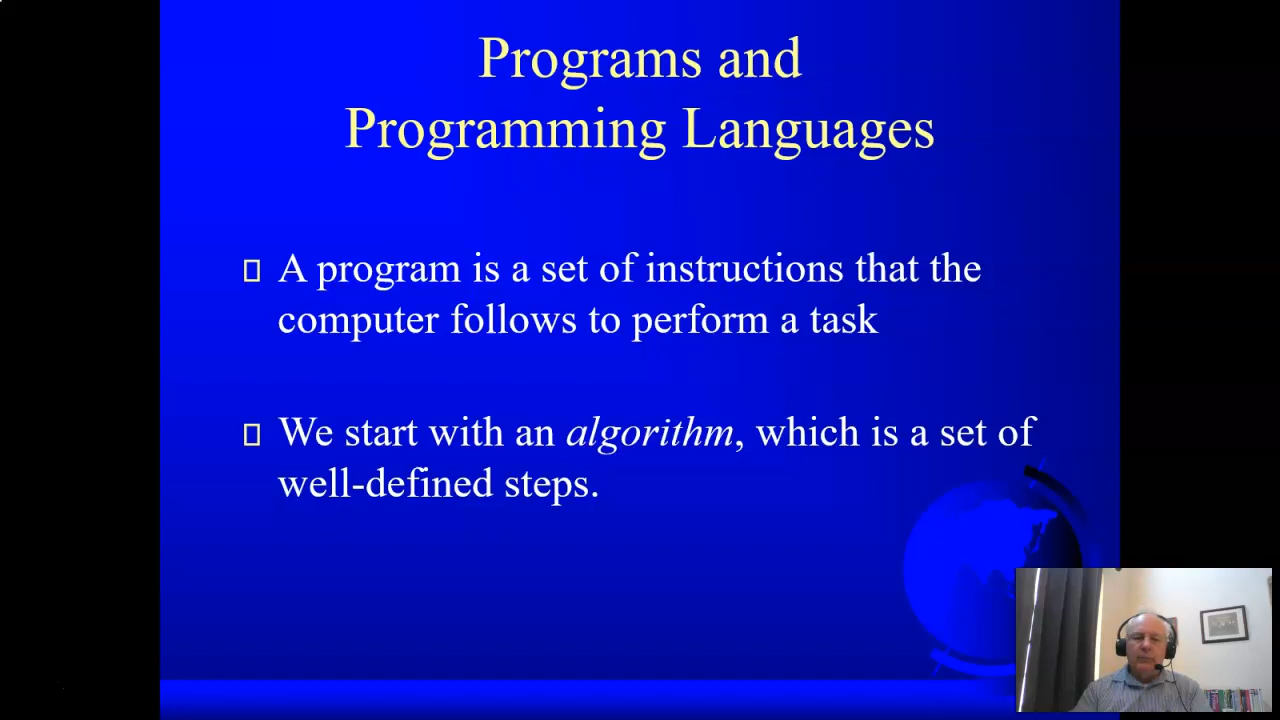 Programs and
Programming Languages
A program is a set of instructions that the
computer follows to perform a task
We start with an algorithm, which is a set of
well-defined steps.